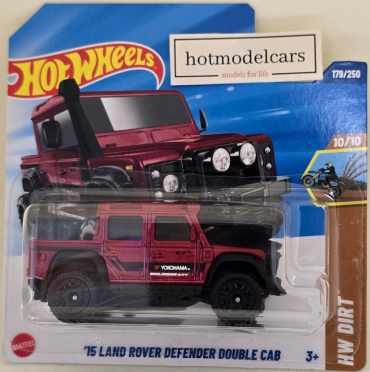 HOT WHEELS
hotmodelcars
models for life
179/250
10/10
YOKOHAMA
MATTEL
'15 LAND ROVER DEFENDER DOUBLE CAB
3+
HW DIRT